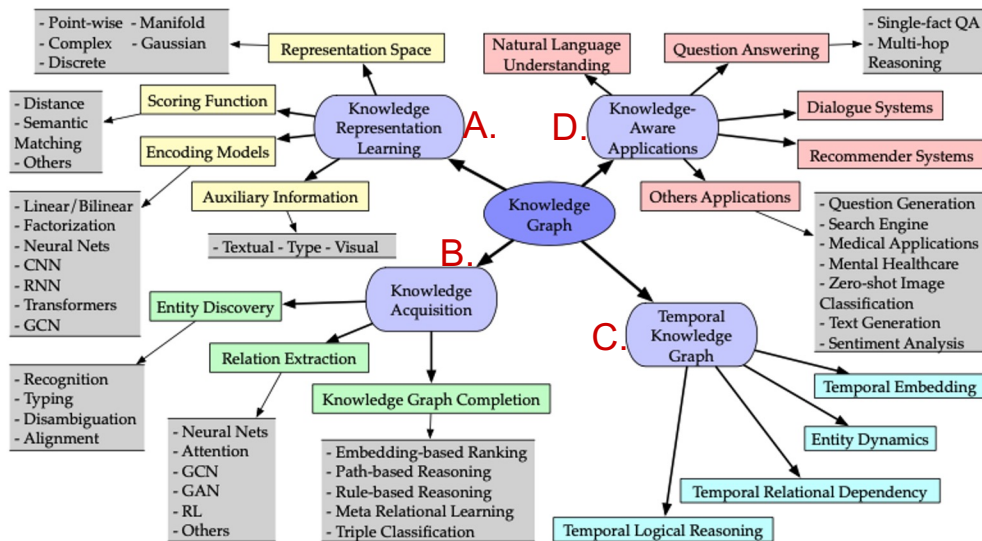 - Point-wise - Manifold
- Complex - Gaussian
- Discrete
Representation Space
Natural Language
Understanding
Question Answering
- Single-fact QA
- Multi-hop
Reasoning
- Distance
- Semantic
Matching
- Others
Scoring Function
Encoding Models
Knowledge
Representation
Learning
A.
D.
Knowledge-
Aware
Applications
Dialogue Systems
Recommender Systems
Auxiliary Information
Knowledge
Graph
Others Applications
- Linear/Bilinear
- Factorization
- Neural Nets
- CNN
- RNN
- Transformers
- GCN
- Textual - Type - Visual
- Question Generation
- Search Engine
- Medical Applications
- Mental Healthcare
- Zero-shot Image
Classification
- Text Generation
- Sentiment Analysis
B.
Knowledge
Acquisition
Entity Discovery
Relation Extraction
Knowledge Graph Completion
C.
Temporal
Knowledge
Graph
Temporal Embedding
Entity Dynamics
Temporal Relational Dependency
Temporal Logical Reasoning
- Recognition
- Typing
- Disambiguation
- Alignment
- Neural Nets
- Attention
- GCN
- GAN
- RL
- Others
- Embedding-based Ranking
- Path-based Reasoning
- Rule-based Reasoning
- Meta Relational Learning
- Triple Classification